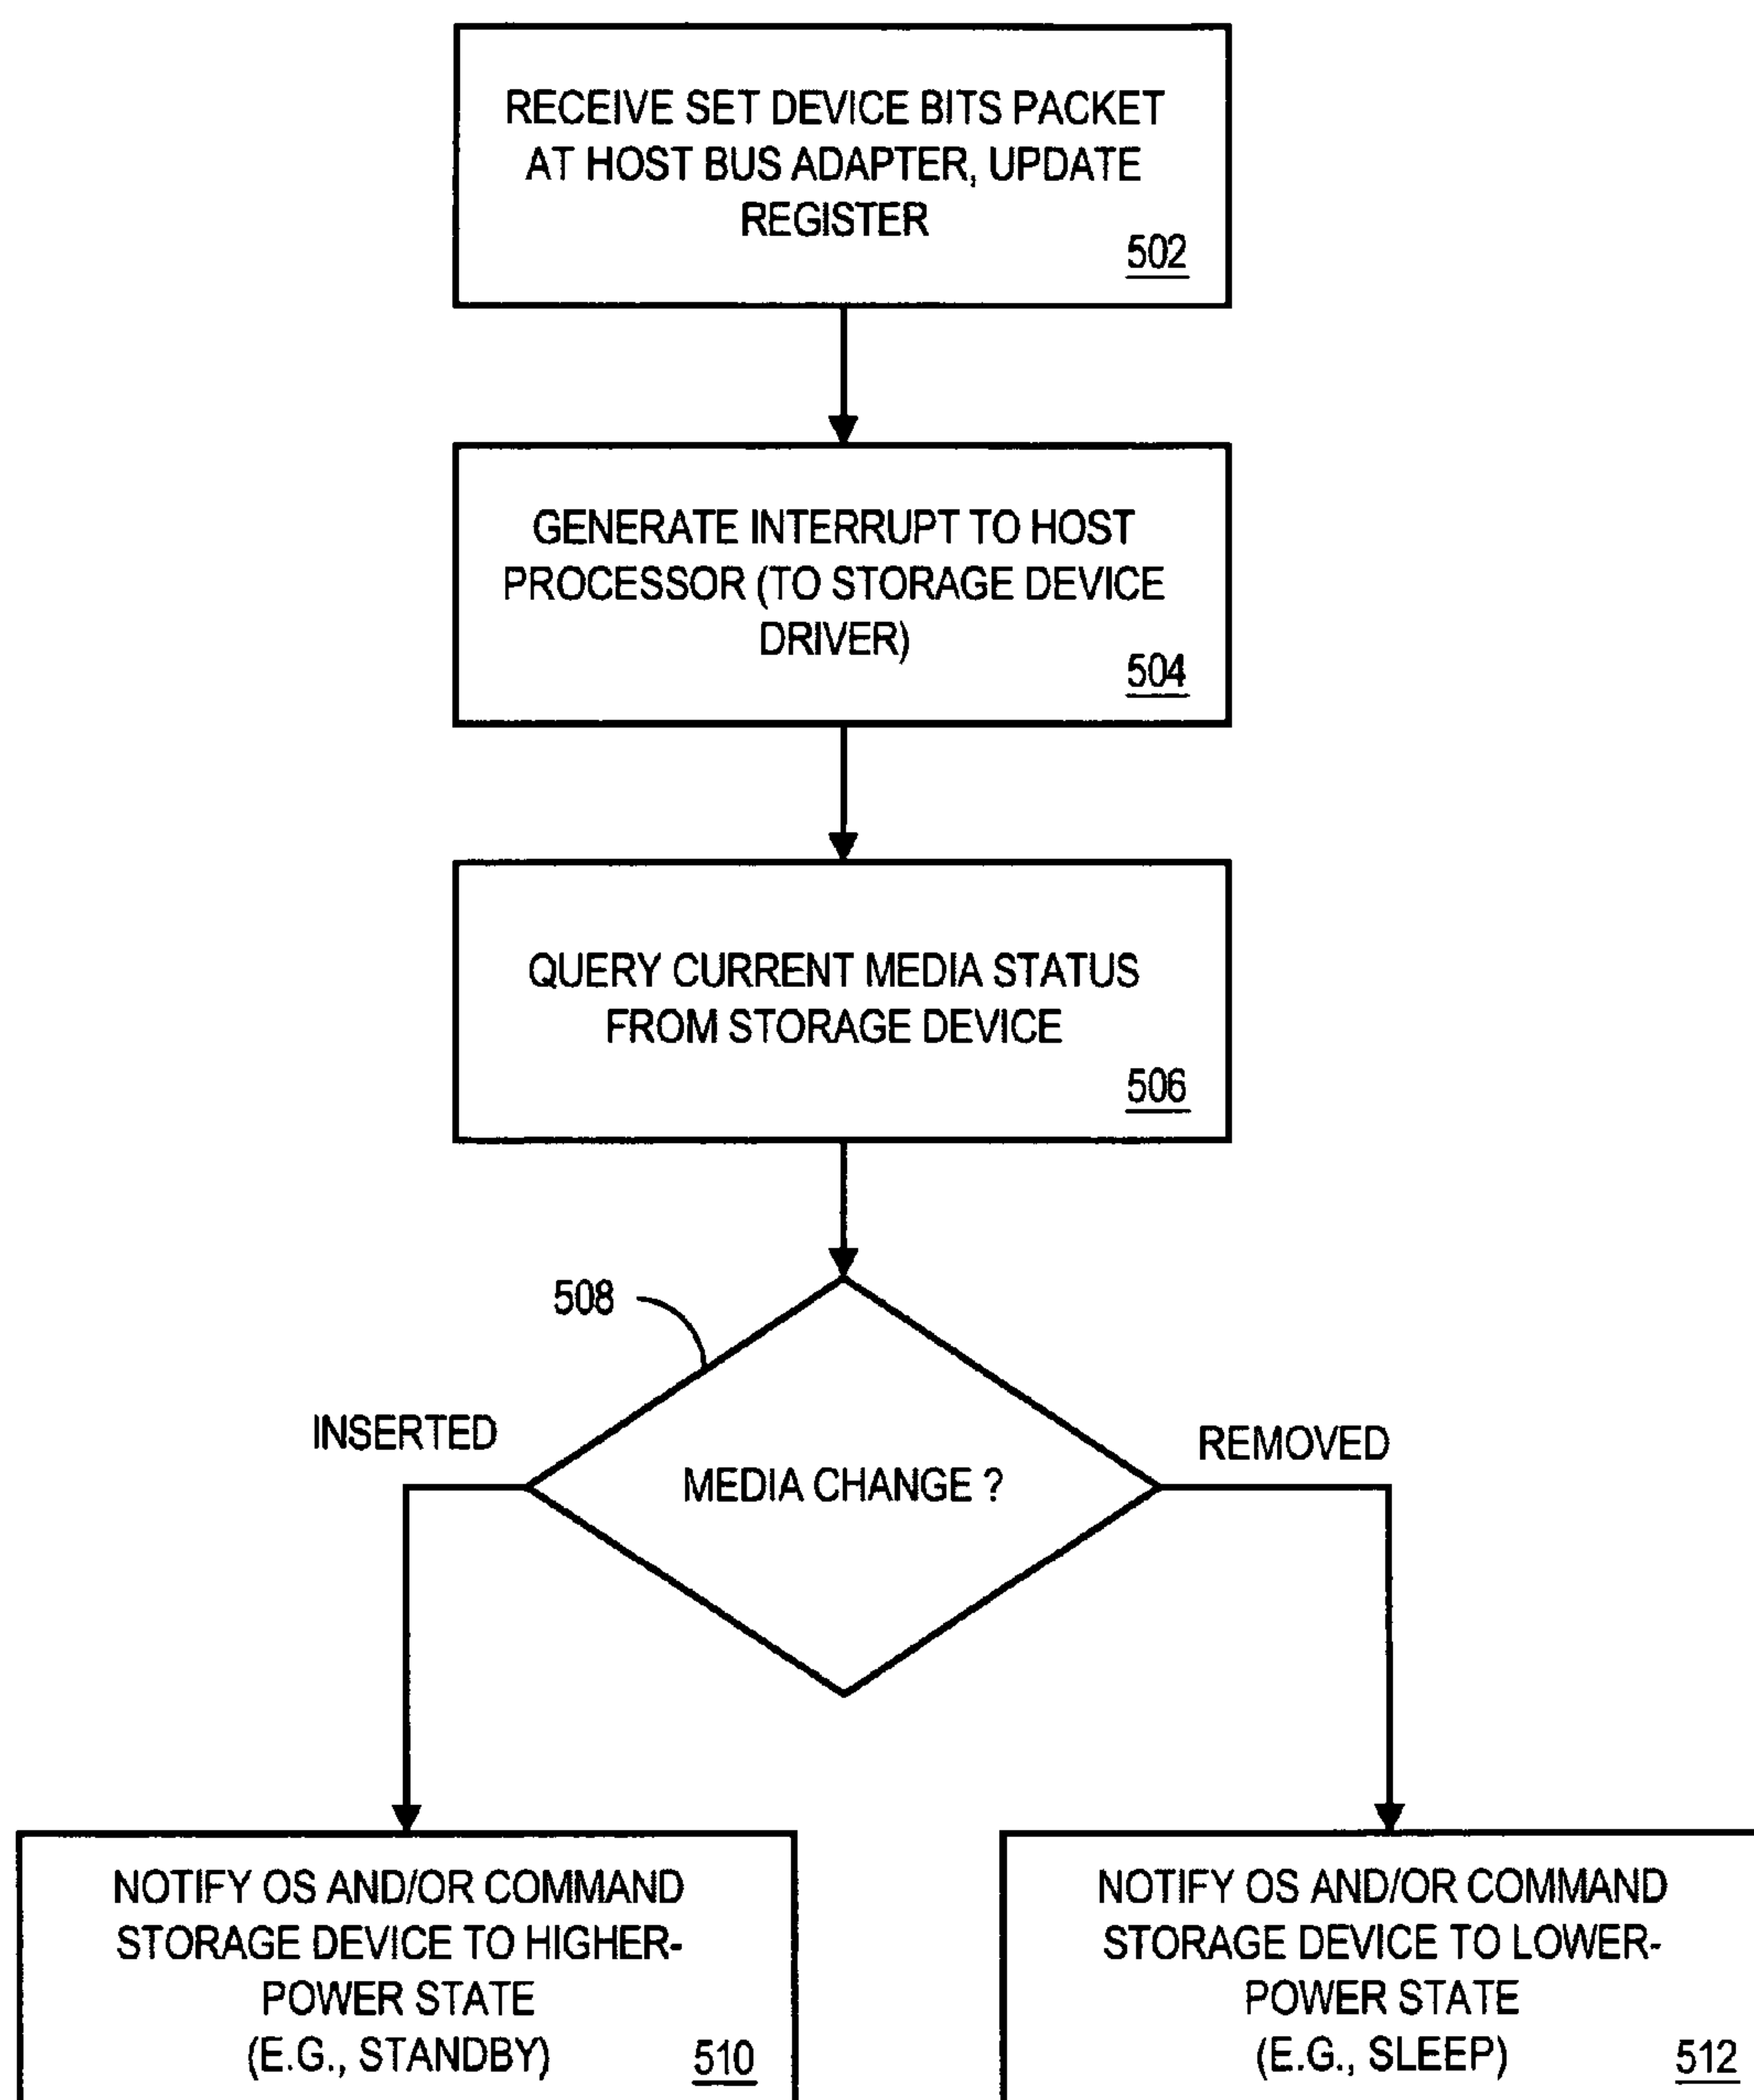 RECEIVE SET DEVICE BITS PACKET
AT HOST BUS ADAPTER, UPDATE
REGISTER
502
GENERATE INTERRUPT TO HOST
PROCESSOR (TO STORAGE DEVICE
DRIVER)
504
QUERY CURRENT MEDIA STATUS
FROM STORAGE DEVICE
506
508
INSERTED
MEDIA CHANGE ?
REMOVED
NOTIFY OS AND/OR COMMAND
STORAGE DEVICE TO HIGHER-
POWER STATE
(E.G., STANDBY)
510
NOTIFY OS AND/OR COMMAND
STORAGE DEVICE TO LOWER-
POWER STATE
(E.G., SLEEP)
512